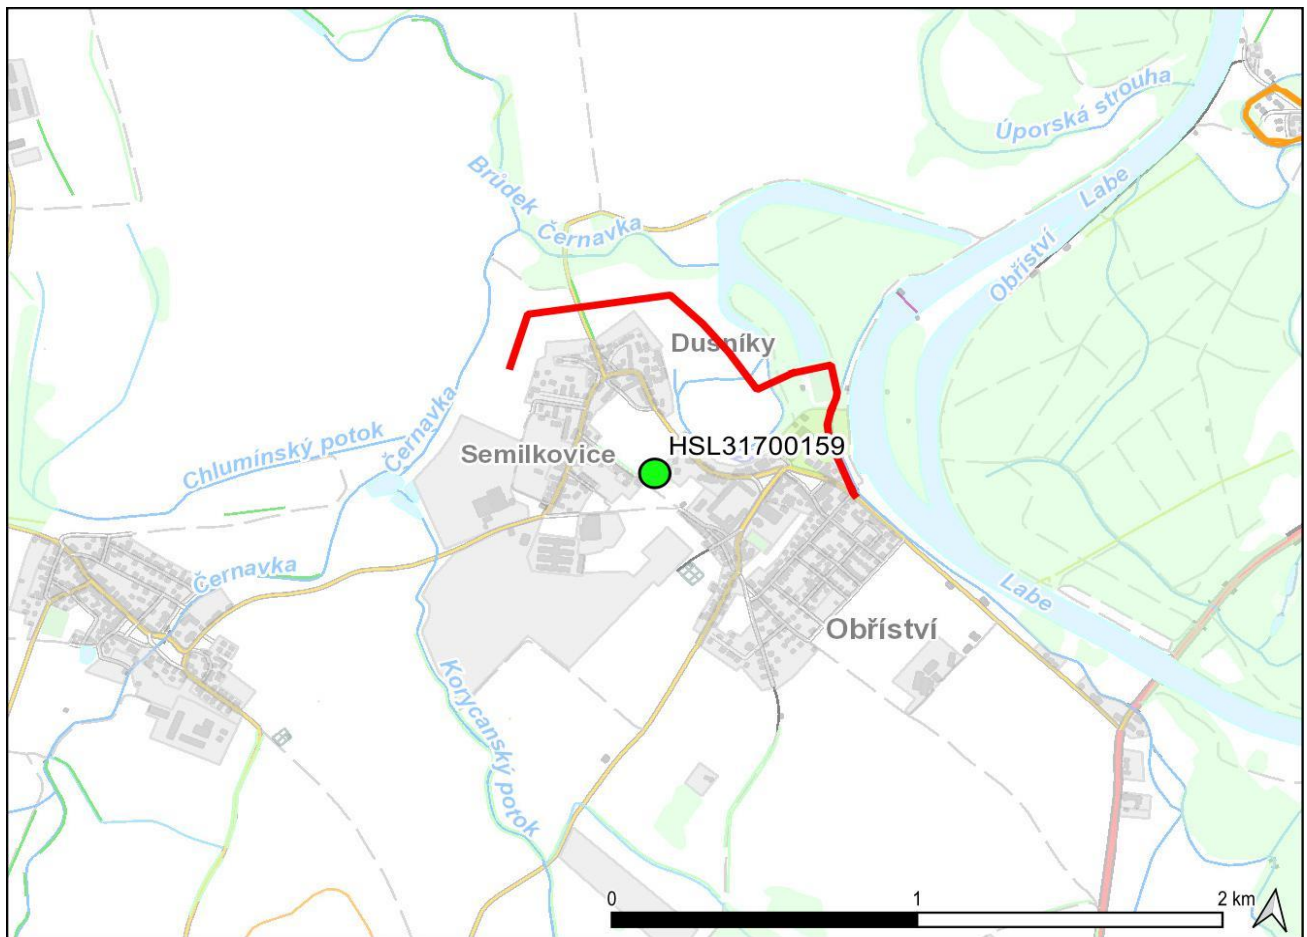 Úporská strouha
Labe
Brůdek
Černavka
Obříství
Dušníky
Černavka
Chlumínský potok
Semilkovice
HSL31700159
Černavka
Labe
Obříství
Korycanský potok
0 1 2 km